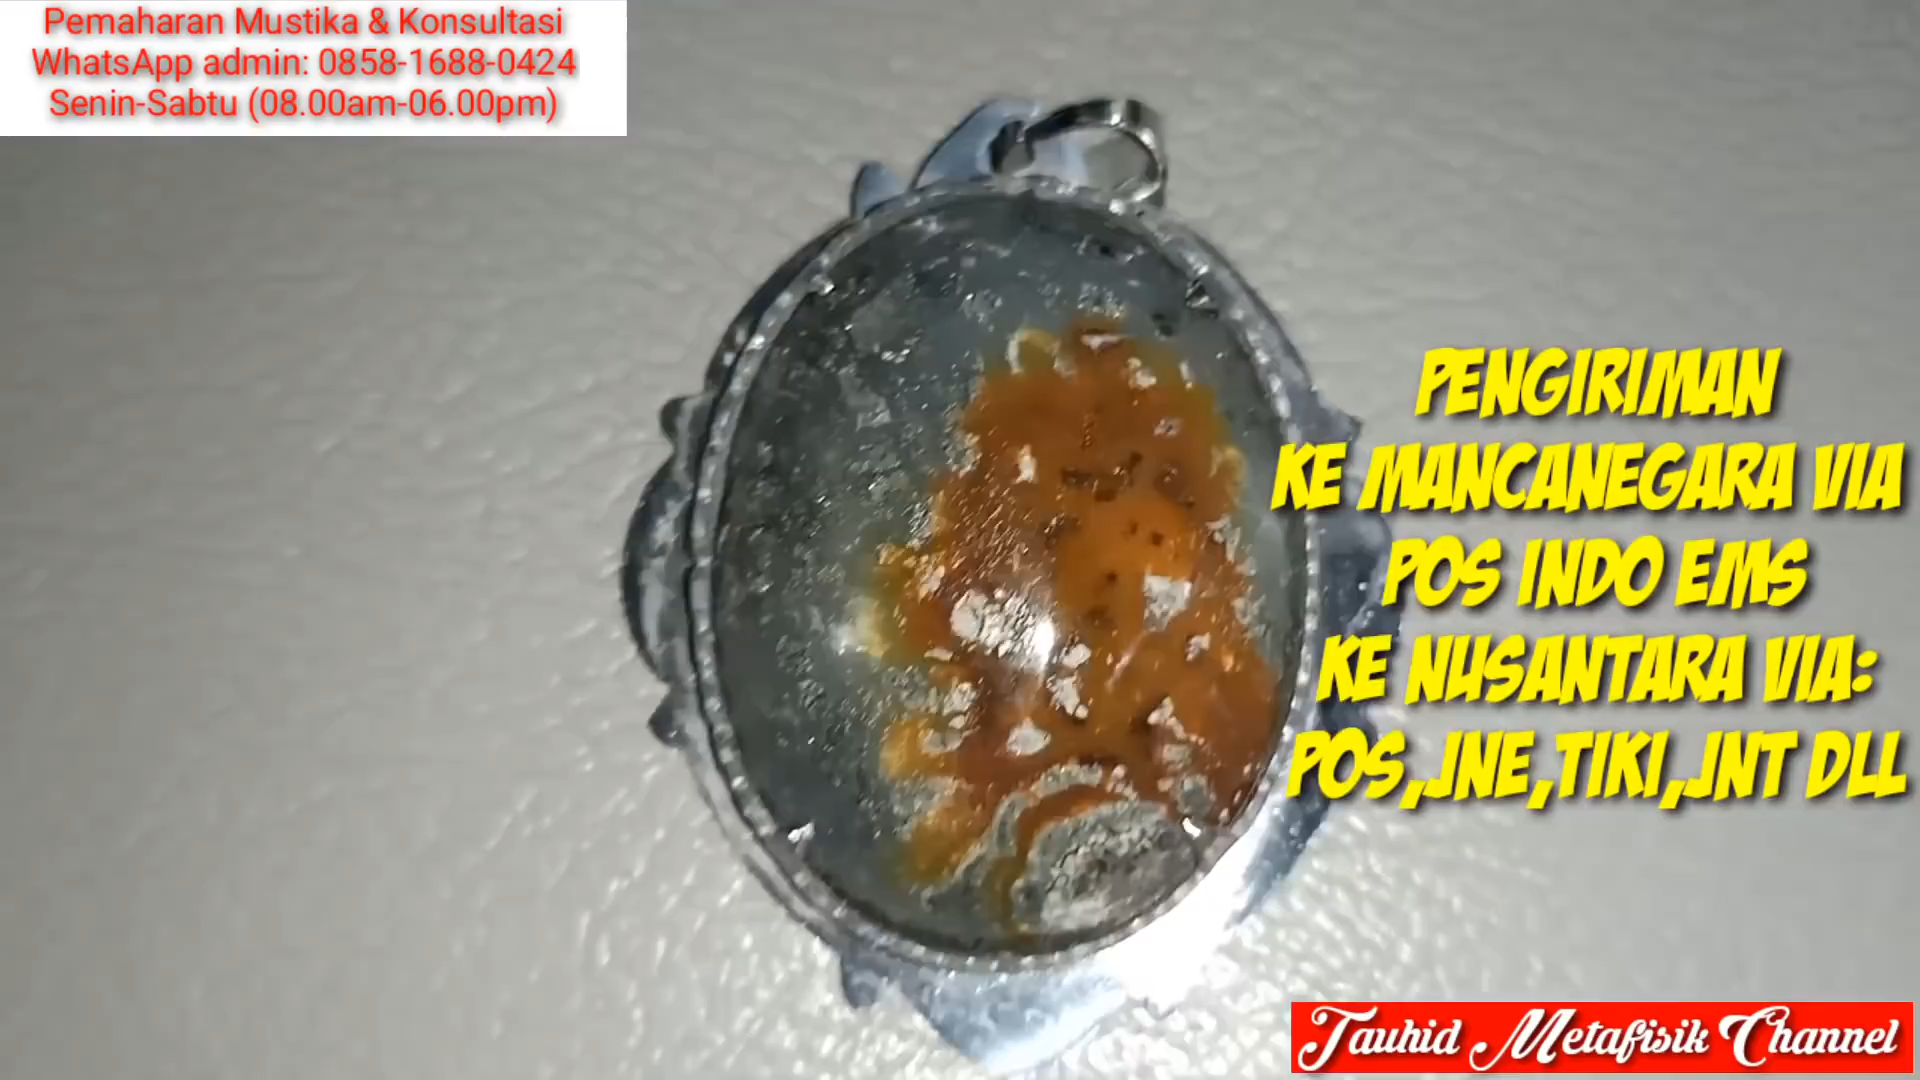 Pemaharan Mustika & Konsultasi
WhatsApp admin: 0858-1688-0424
Senin-Sabtu (08.00am-06.00pm)
PENGIRIMAN
KE MANCANEGARA VIA
POS INDO EMS
KE NUSANTARA VIA:
POS,JNE,TIKI,JNT DLL
Tauhid Metafisik Channel